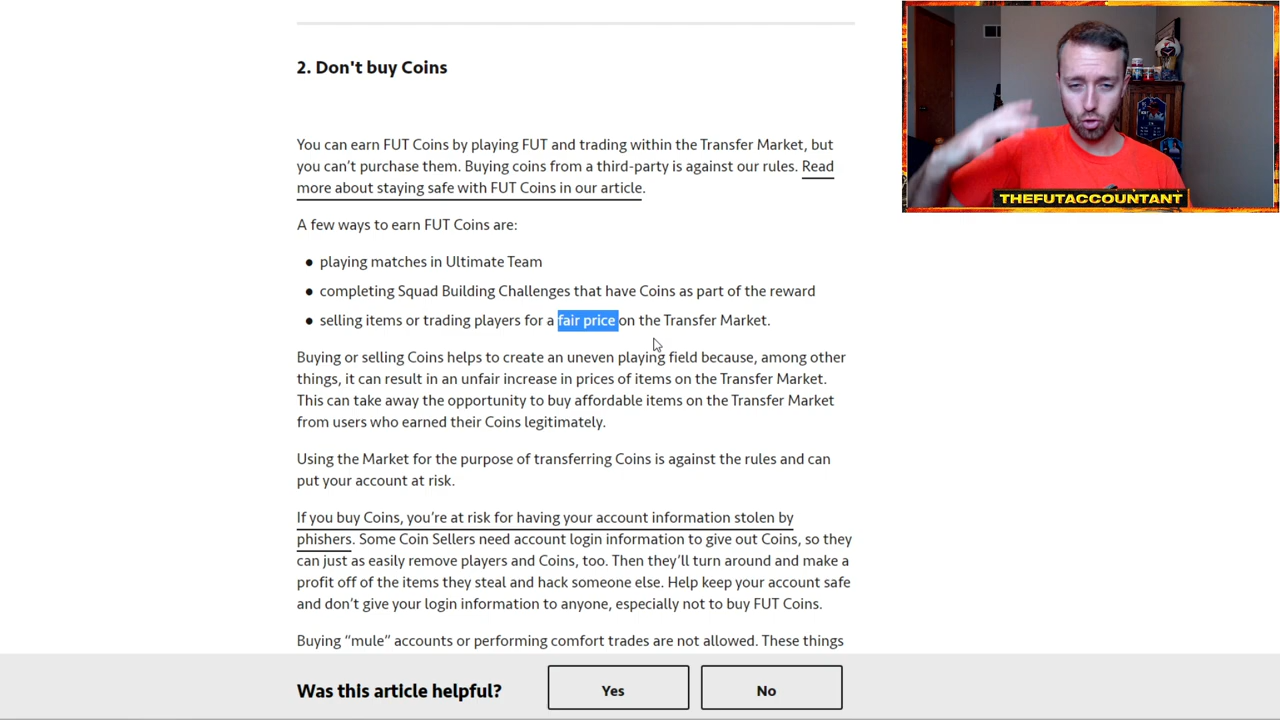 2. Don't buy Coins
You can earn FUT Coins by playing FUT and trading within the Transfer Market, but
you can’t purchase them. Buying coins from a third-party is against our rules. Read
more about staying safe with FUT Coins in our article.
A few ways to earn FUT Coins are:
● playing matches in Ultimate Team
● completing Squad Building Challenges that have Coins as part of the reward
● selling items or trading players for a fair price on the Transfer Market.
Buying or selling Coins helps to create an uneven playing field because, among other
things, it can result in an unfair increase in prices of items on the Transfer Market.
This can take away the opportunity to buy affordable items on the Transfer Market
from users who earned their Coins legitimately.
Using the Market for the purpose of transferring Coins is against the rules and can
put your account at risk.
If you buy Coins, you’re at risk for having your account information stolen by
phishers. Some Coin Sellers need account login information to give out Coins, so they
can just as easily remove players and Coins, too. Then they’ll turn around and make a
profit off of the items they steal and hack someone else. Help keep your account safe
and don’t give your login information to anyone, especially not to buy FUT Coins.
Buying “mule” accounts or performing comfort trades are not allowed. These things
Was this article helpful?
Yes
No
THEFUTACCOUNTANT